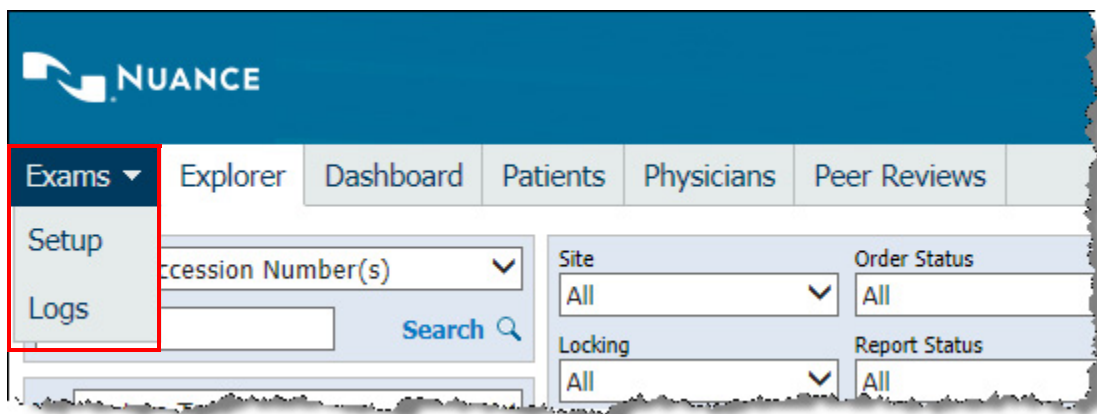 NUANCE
Exams Explorer Dashboard Patients Physicians Peer Reviews
Setup
Logs
ccession Number(s)
Search
Site
All
Order Status
All
Locking
All
Report Status
All